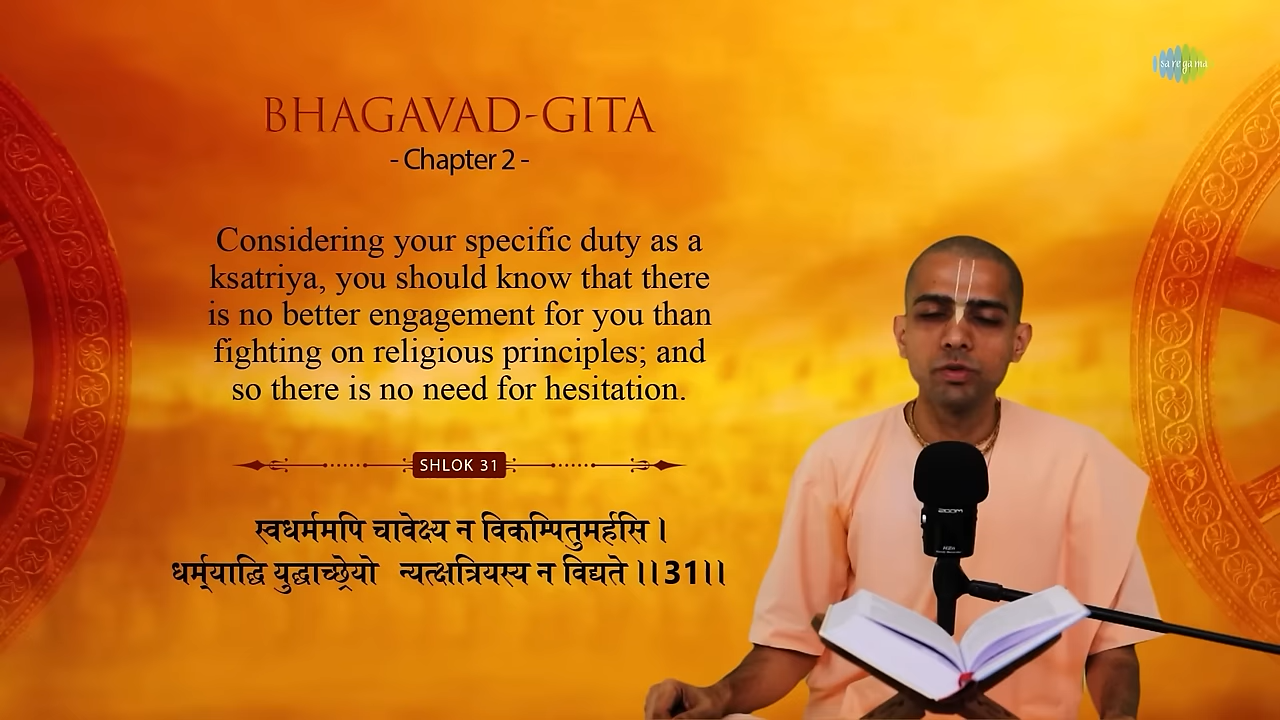 saregama
BHAGAVAD-GITA
- Chapter 2 -
Considering your specific duty as a
ksatriya, you should know that there
is no better engagement for you than
fighting on religious principles; and
so there is no need for hesitation.
SHLOK 31
स्वधर्ममपि चावेक्ष्य न विकम्पितुमर्हसि ।
धर्म्याद्धि युद्धाच्छ्रेयो न्यत्क्षत्रियस्य न विद्यते ।।31।।
ZOOM